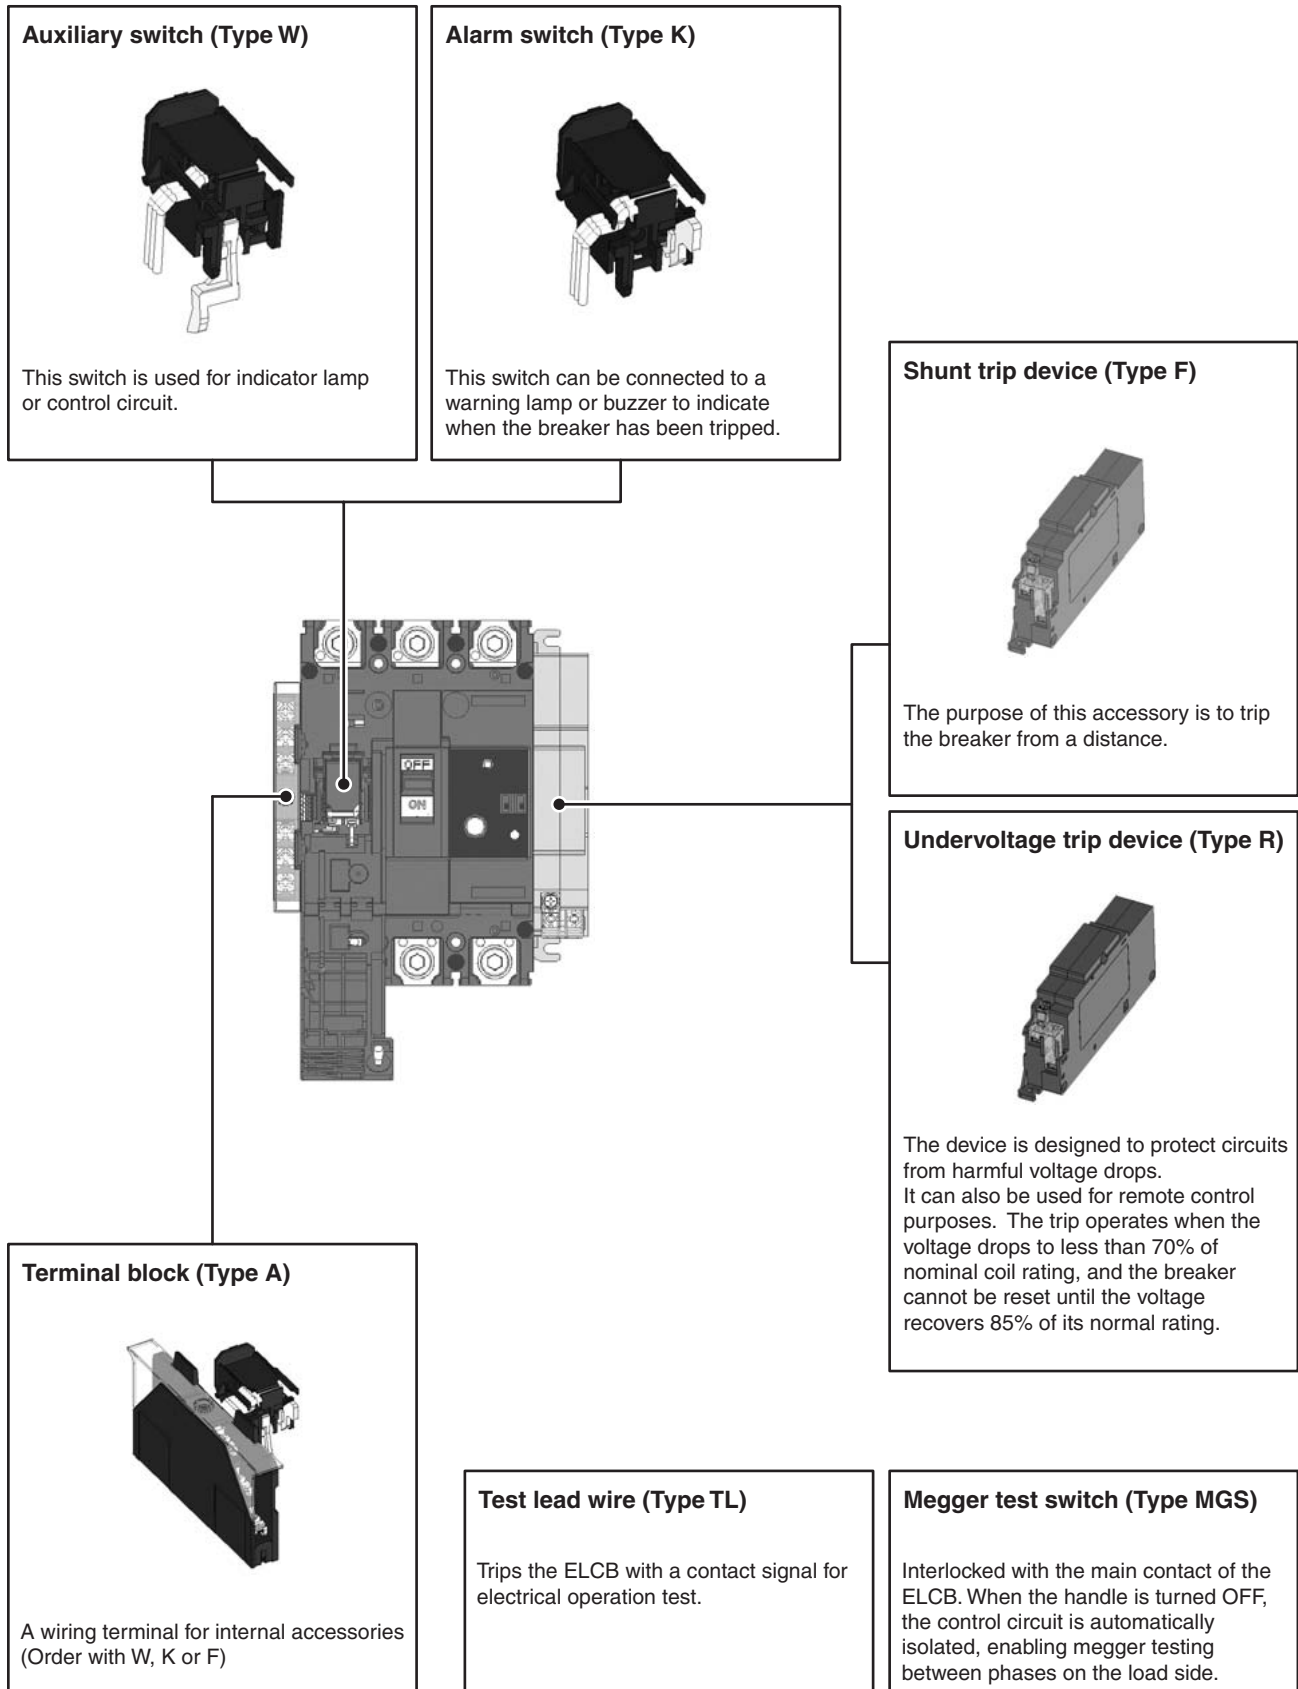 Auxiliary switch (Type W)
This switch is used for indicator lamp
or control circuit.
Alarm switch (Type K)
This switch can be connected to a
warning lamp or buzzer to indicate
when the breaker has been tripped.
Shunt trip device (Type F)
The purpose of this accessory is to trip
the breaker from a distance.
OFF
ON
Undervoltage trip device (Type R)
The device is designed to protect circuits
from harmful voltage drops.
It can also be used for remote control
purposes. The trip operates when the
voltage drops to less than 70% of
nominal coil rating, and the breaker
cannot be reset until the voltage
recovers 85% of its normal rating.
Terminal block (Type A)
A wiring terminal for internal accessories
(Order with W, K or F)
Test lead wire (Type TL)
Trips the ELCB with a contact signal for
electrical operation test.
Megger test switch (Type MGS)
Interlocked with the main contact of the
ELCB. When the handle is turned OFF,
the control circuit is automatically
isolated, enabling megger testing
between phases on the load side.